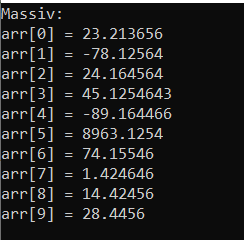 Massiv:
arr[0] = 23.213656
arr[1] = -78.12564
arr[2] = 24.164564
arr[3] = 45.1254643
arr[4] = -89.164466
arr[5] = 8963.1254
arr[6] = 74.15546
arr[7] = 1.424646
arr[8] = 14.42456
arr[9] = 28.4456